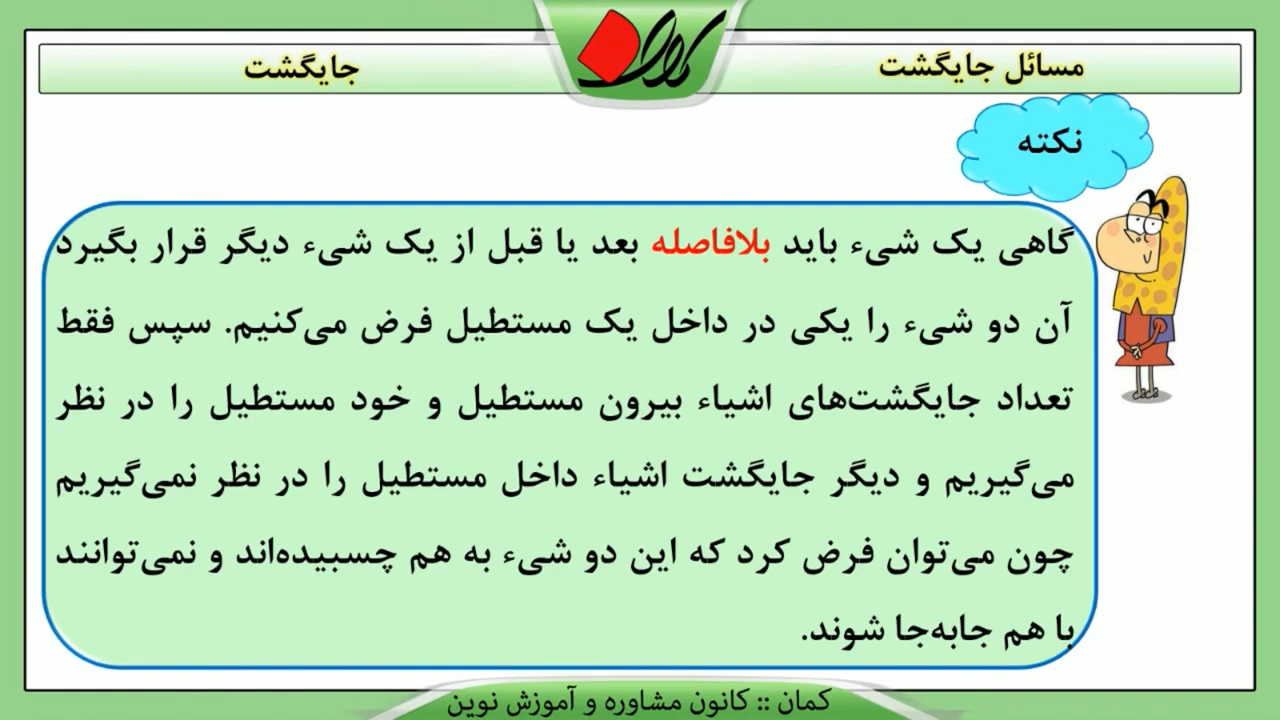 مسائل جایگشت
کمان
جایگشت
نکته
گاهی یک شیء باید بلافاصله بعد یا قبل از یک شیء دیگر قرار بگیرد
آن دو شیء را یکی در داخل یک مستطیل فرض می‌کنیم. سپس فقط
تعداد جایگشت‌های اشیاء بیرون مستطیل و خود مستطیل را در نظر
می‌گیریم و دیگر جایگشت اشیاء داخل مستطیل را در نظر نمی‌گیریم
چون می‌توان فرض کرد که این دو شیء به هم چسبیده‌اند و نمی‌توانند
با هم جابه‌جا شوند.
کمان :: کانون مشاوره و آموزش نوین